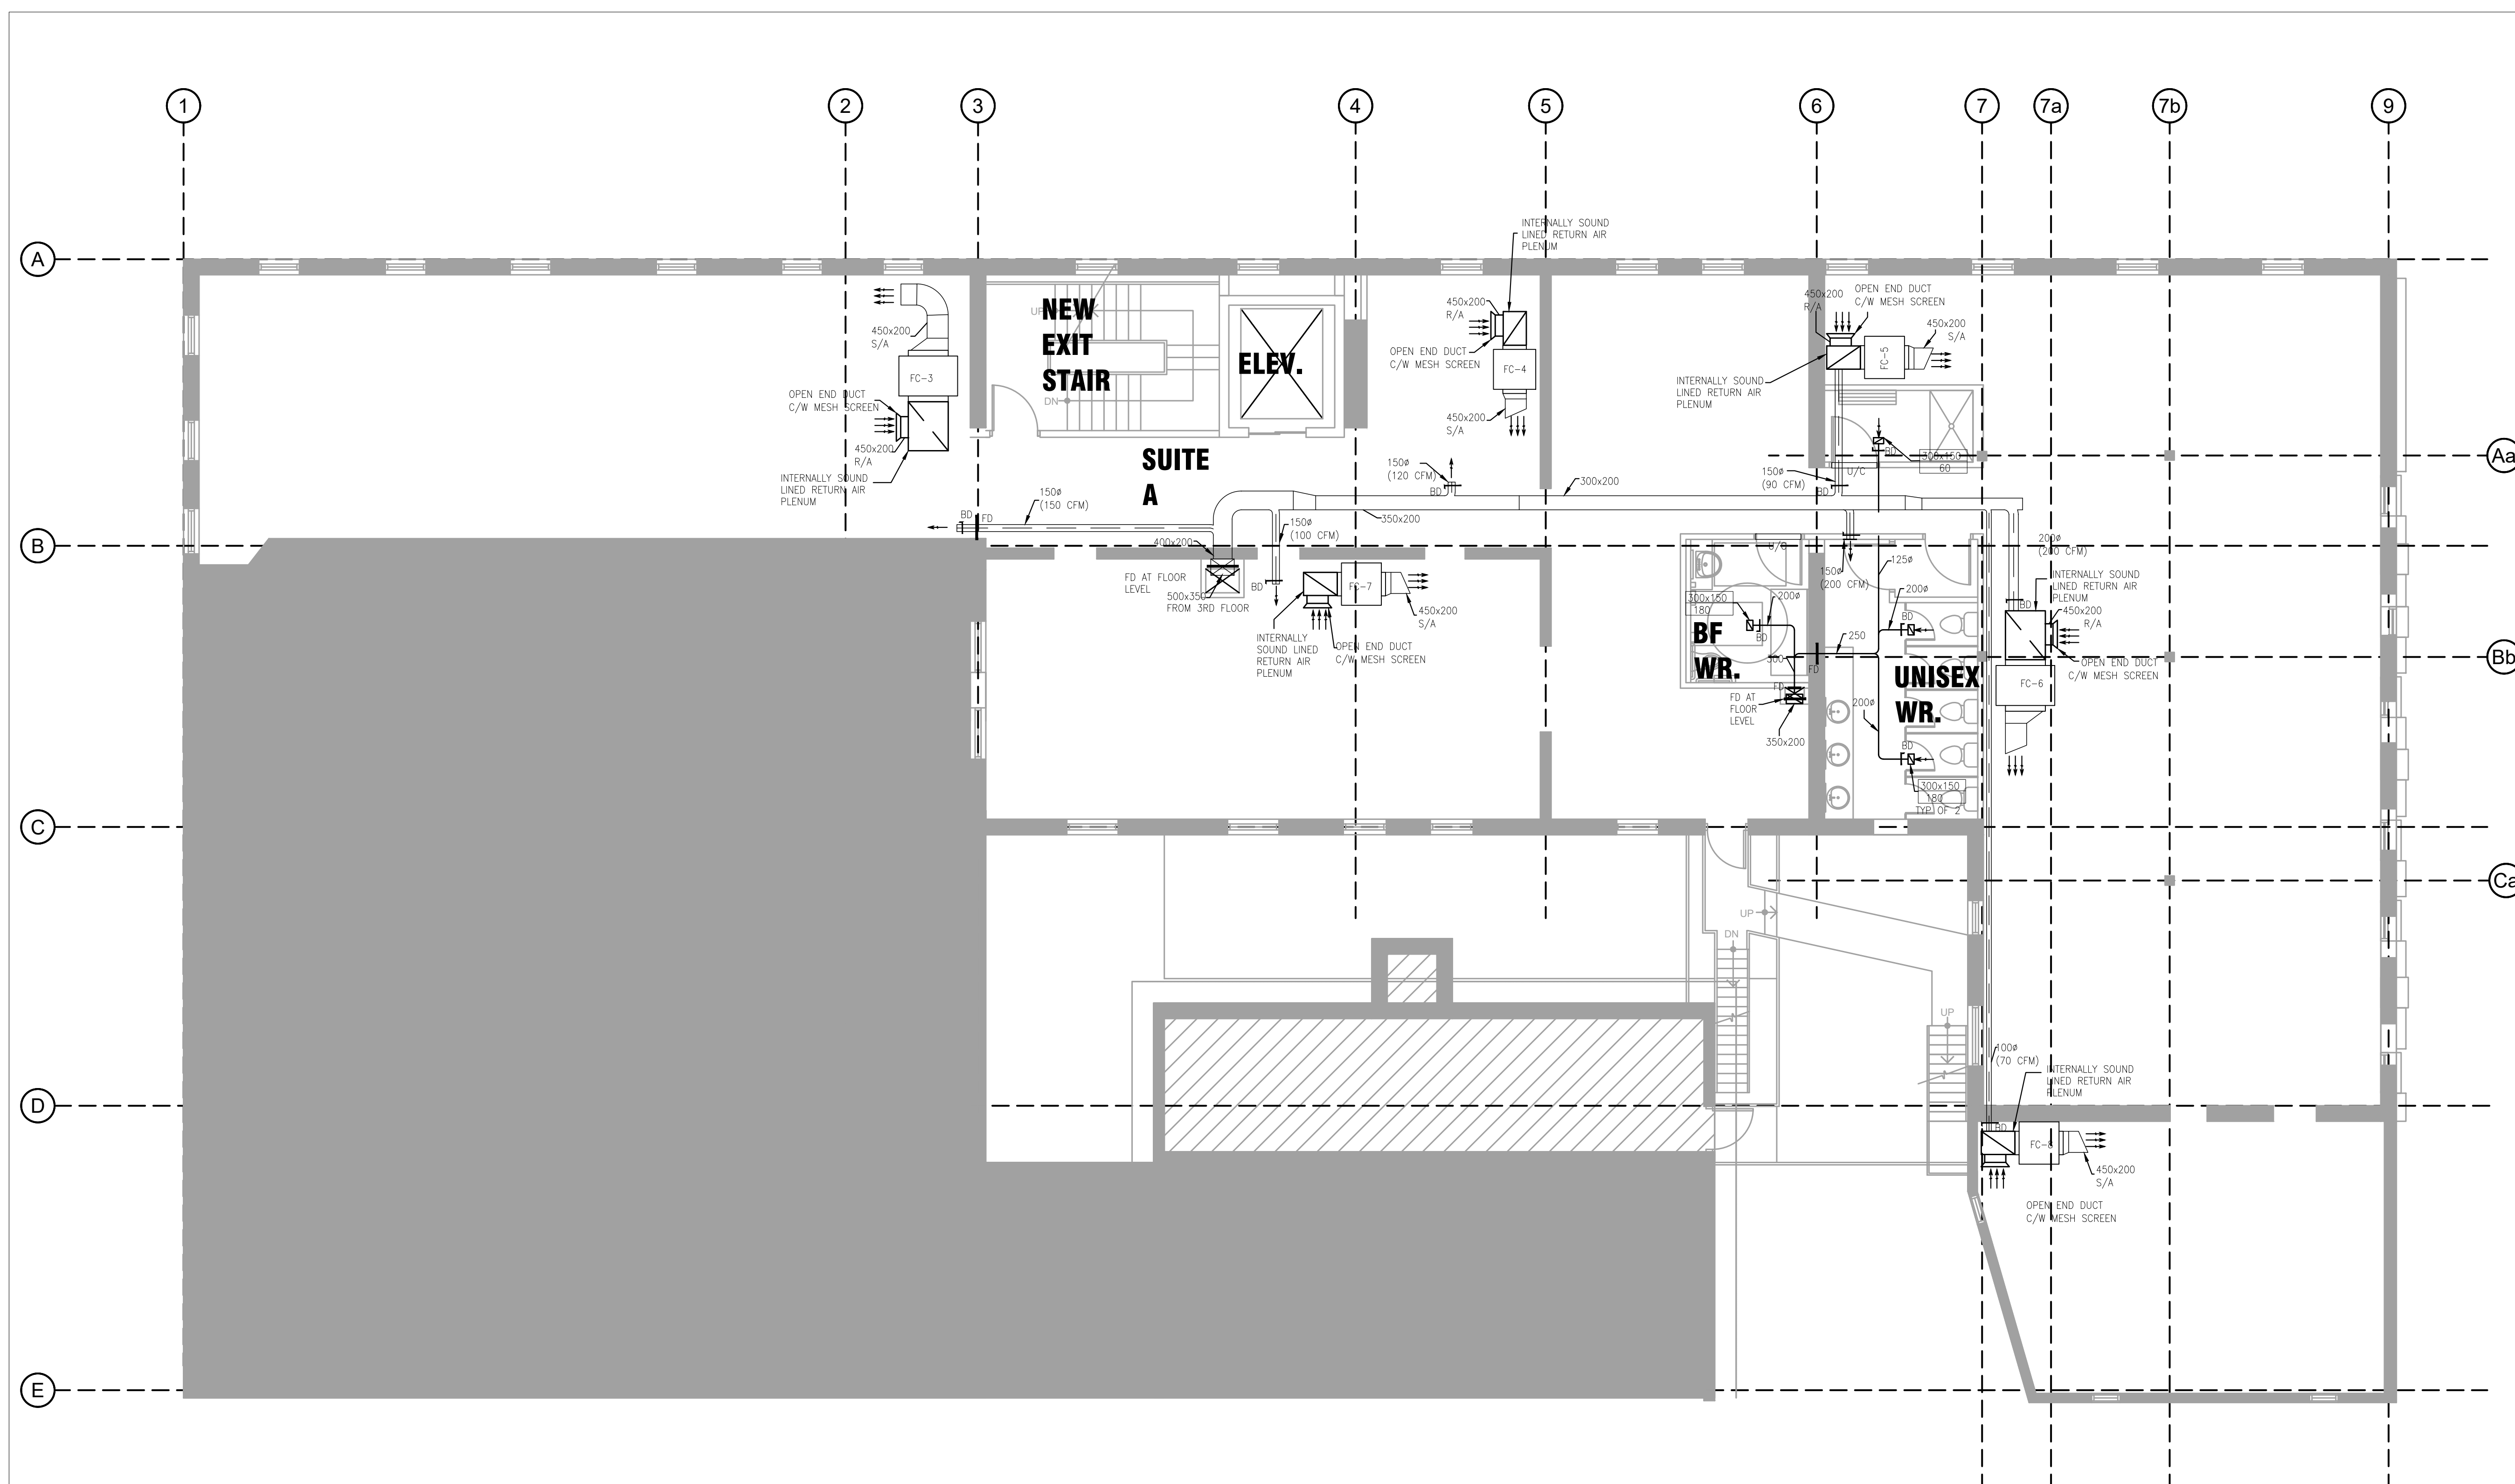 1
2
3
4
5
6
7
7a
7b
9
A
INTERNALLY SOUND
LINED RETURN AIR
PLENUM
450x200
S/A
FC-3
OPEN END DUCT
C/W MESH SCREEN
450x200
R/A
INTERNALLY SOUND
LINED RETURN AIR
PLENUM
UP
NEW
EXIT
STAIR
DN
ELEV.
450x200
R/A
OPEN END DUCT
C/W MESH SCREEN
FC-4
450x200
S/A
450x200
R/A
OPEN END DUCT
C/W MESH SCREEN
450x200
S/A
FC-5
INTERNALLY SOUND
LINED RETURN AIR
PLENUM
SUITE
A
BD
300x150
60
U/C
Aa
150ø
(150 CFM)
BD
FD
150ø
(120 CFM)
BD
300x200
350x200
150ø
(90 CFM)
BD
B
400x200
150ø
(100 CFM)
FD AT FLOOR
LEVEL
500x350
FROM 3RD FLOOR
BD
FC-7
450x200
S/A
INTERNALLY
SOUND LINED
RETURN AIR
PLENUM
OPEN END DUCT
C/W MESH SCREEN
U/C
150ø
(200 CFM)
125ø
200ø
300x150
180
200ø
BD
BF
WR.
250
300
FD
FD
FD AT
FLOOR
LEVEL
350x200
BD
UNISEX
WR.
200ø
BD
300x150
180
TYP. OF 2
200ø
(200 CFM)
INTERNALLY SOUND
LINED RETURN AIR
PLENUM
BD
450x200
R/A
OPEN END DUCT
C/W MESH SCREEN
FC-6
Bb
C
Ca
UP
DN
UP
100ø
(70 CFM)
INTERNALLY SOUND
LINED RETURN AIR
PLENUM
D
BD
FC-8
450x200
S/A
OPEN END DUCT
C/W MESH SCREEN
E